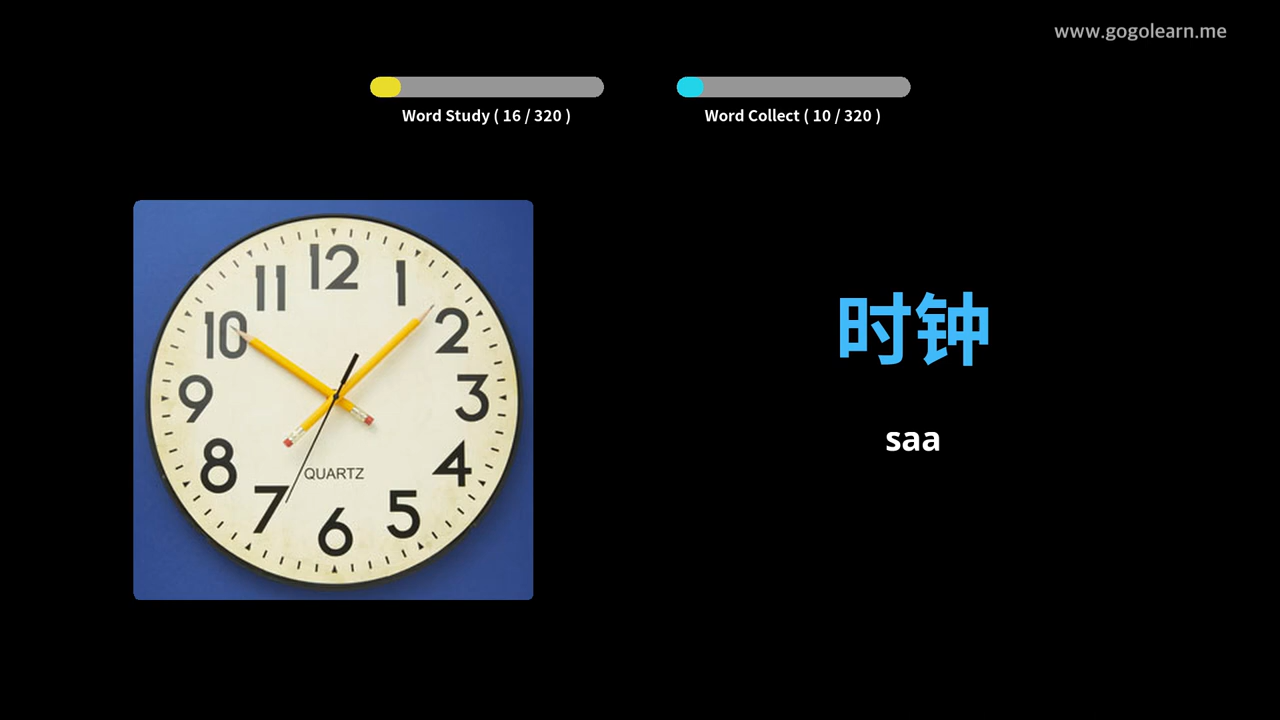 www.gogolearn.me
Word Study ( 16 / 320 )
Word Collect ( 10 / 320 )
12
11
1
10
2
9
3
8
4
QUARTZ
7
5
6
时钟
saa